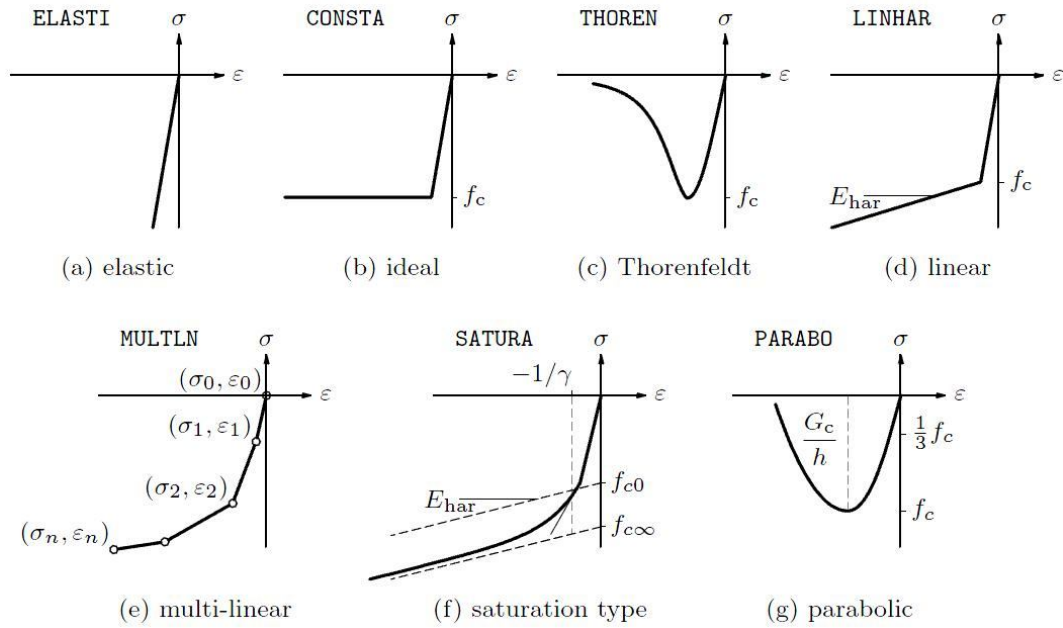 ELASTI σ CONSTA σ THOREN σ LINHAR σ
ε ε ε ε
f_c f_c f_c
E_har
(a) elastic (b) ideal (c) Thorenfeldt (d) linear
MULTLN σ SATURA σ PARABO σ
(σ_0, ε_0) −1/γ
ε ε ε
(σ_1, ε_1) G_c/h 1/3 f_c
(σ_2, ε_2) E_har f_c0
f_c
(σ_n, ε_n) f_c∞
(e) multi-linear (f) saturation type (g) parabolic